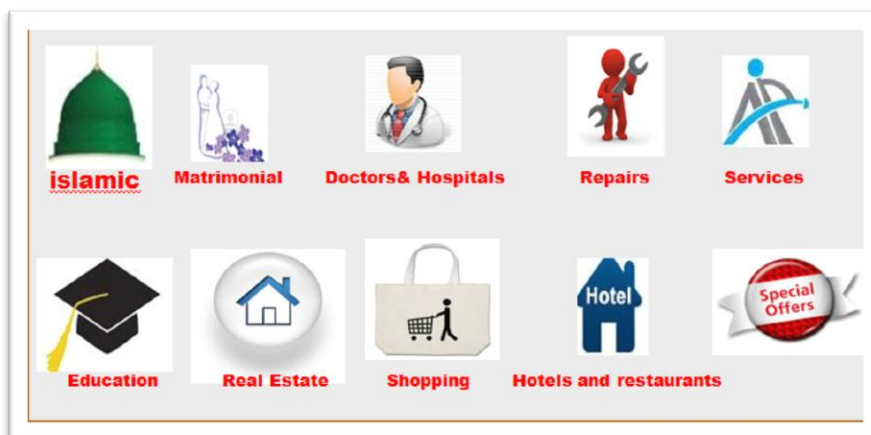 islamic
Matrimonial
Doctors& Hospitals
Repairs
Services
Hotel
Special
Offers
Education
Real Estate
Shopping
Hotels and restaurants